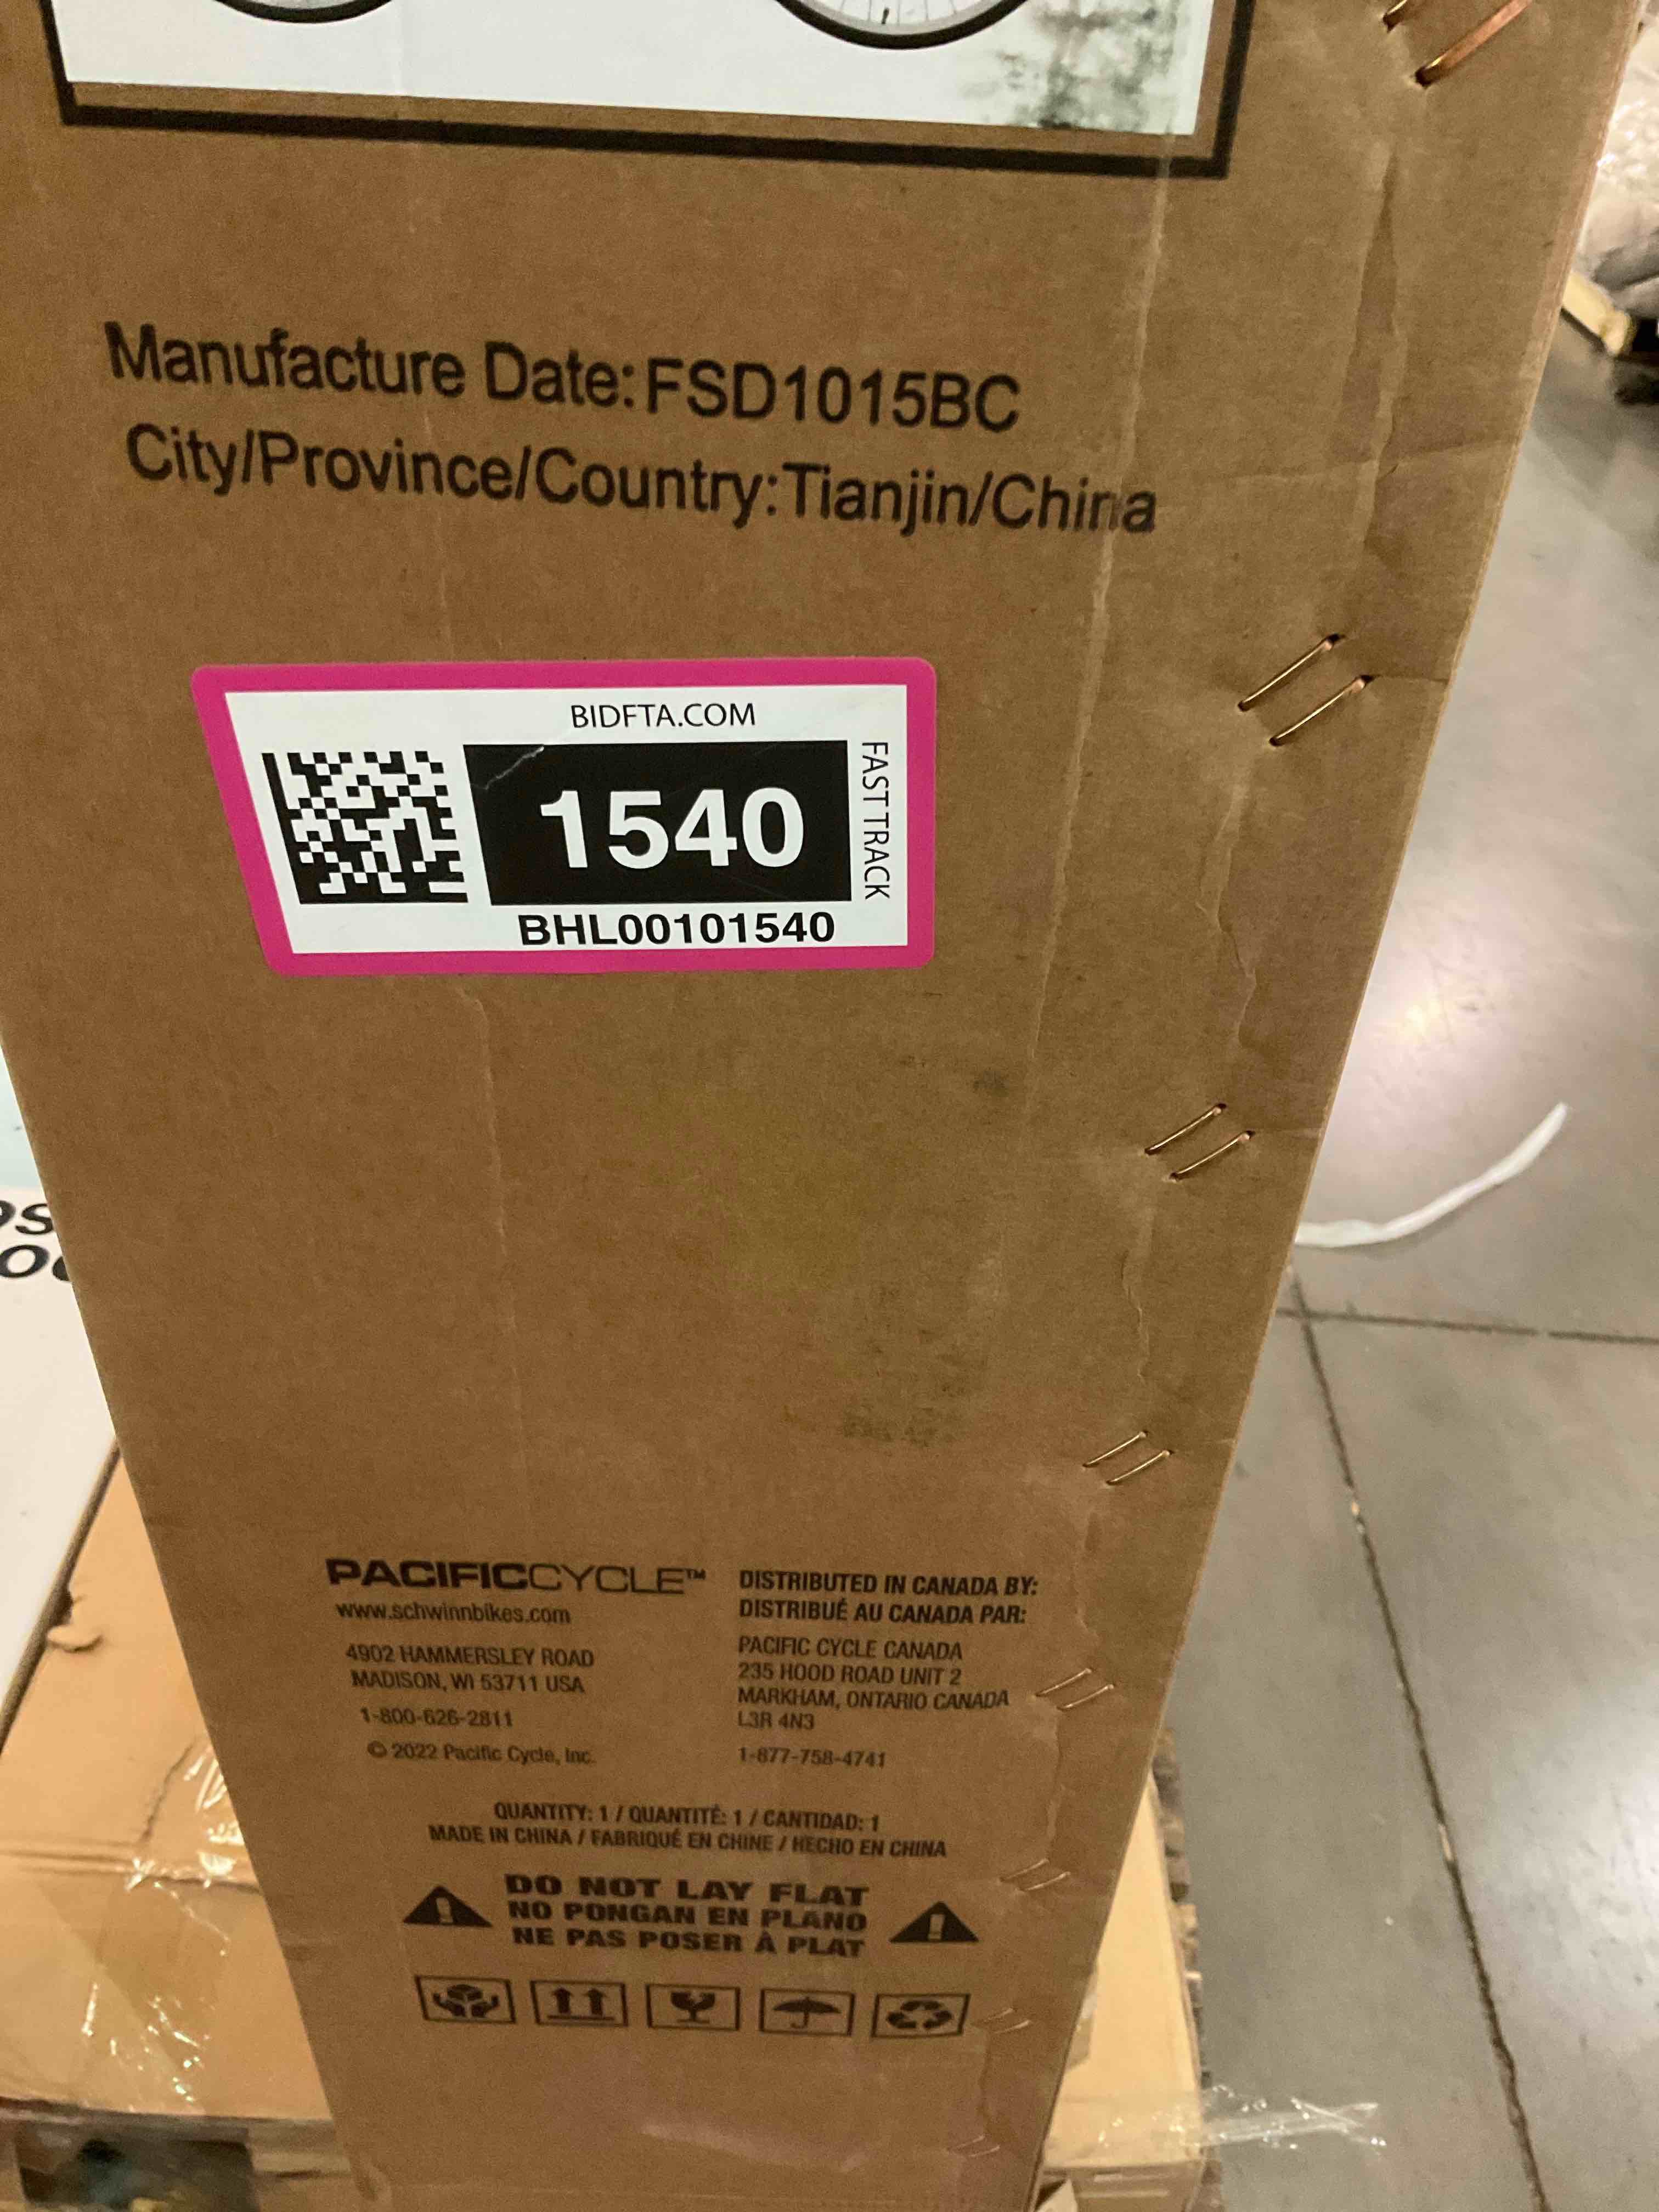 Manufacture Date:FSD1015BC
City/Province/Country:Tianjin/China
BIDFTA.COM
1540
FAST TRACK
BHL00101540
PACIFICCYCLE™
www.schwinnbikes.com
4902 HAMMERSLEY ROAD
MADISON, WI 53711 USA
1-800-626-2811
© 2022 Pacific Cycle, Inc.
DISTRIBUTED IN CANADA BY:
DISTRIBUÉ AU CANADA PAR:
PACIFIC CYCLE CANADA
235 HOOD ROAD UNIT 2
MARKHAM, ONTARIO CANADA
L3R 4N3
1-877-758-4741
QUANTITY: 1 / QUANTITÉ: 1 / CANTIDAD: 1
MADE IN CHINA / FABRIQUÉ EN CHINE / HECHO EN CHINA
DO NOT LAY FLAT
NO PONGAN EN PLANO
NE PAS POSER À PLAT